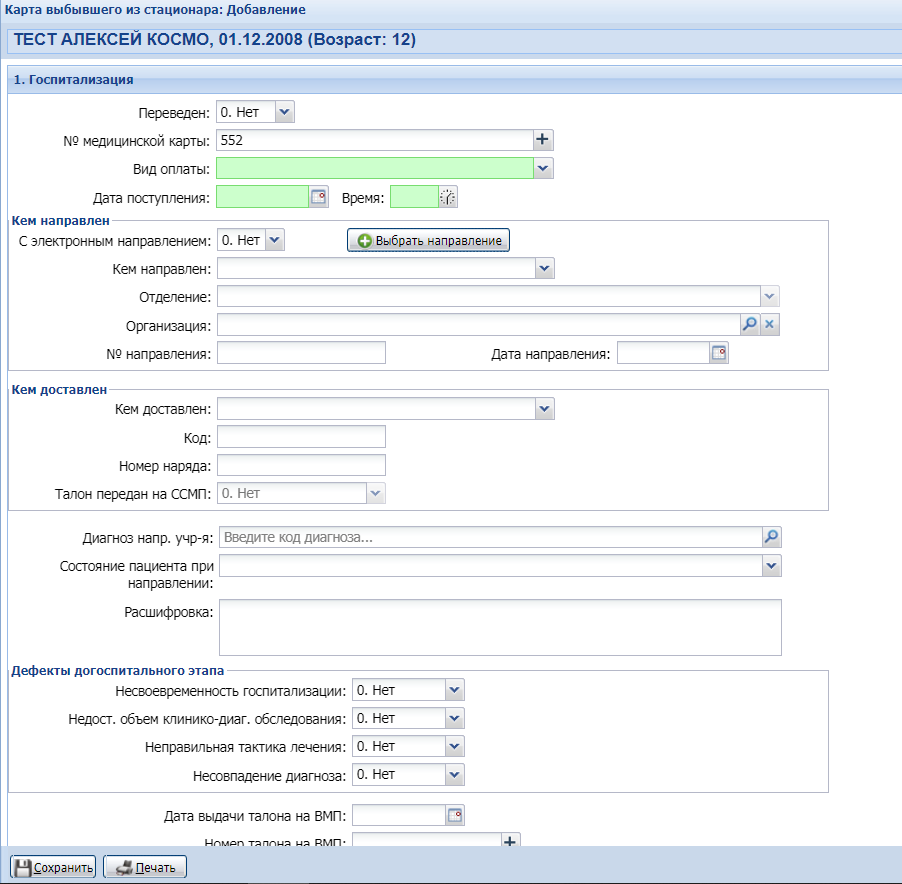 Карта выбывшего из стационара: Добавление
ТЕСТ АЛЕКСЕЙ КОСМО, 01.12.2008 (Возраст: 12)
1. Госпитализация
Переведен: 0. Нет
№ медицинской карты: 552
Вид оплаты:
Дата поступления: Время:
Кем направлен
С электронным направлением: 0. Нет Выбрать направление
Кем направлен:
Отделение:
Организация:
№ направления: Дата направления:
Кем доставлен
Кем доставлен:
Код:
Номер наряда:
Талон передан на ССМП: 0. Нет
Диагноз напр. учр-я: Введите код диагноза...
Состояние пациента при
направлении:
Расшифровка:
Дефекты догоспитального этапа
Несвоевременность госпитализации: 0. Нет
Недост. объем клинико-диаг. обследования: 0. Нет
Неправильная тактика лечения: 0. Нет
Несовпадение диагноза: 0. Нет
Дата выдачи талона на ВМП:
Номер талона на ВМП:
Сохранить Печать